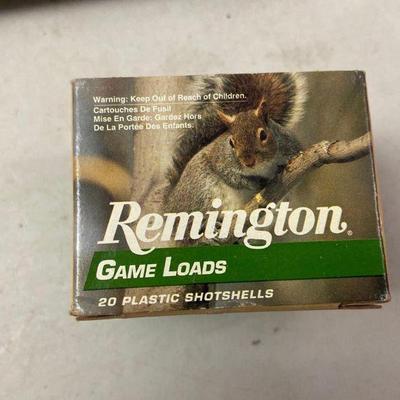 Warning: Keep Out of Reach of Children.
Cartouches De Fusil
Mise En Garde: Gardez Hors
De La Portée Des Enfants.
Remington®
GAME LOADS
20 PLASTIC SHOTSHELLS